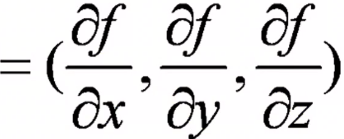 = (∂f/∂x, ∂f/∂y, ∂f/∂z)